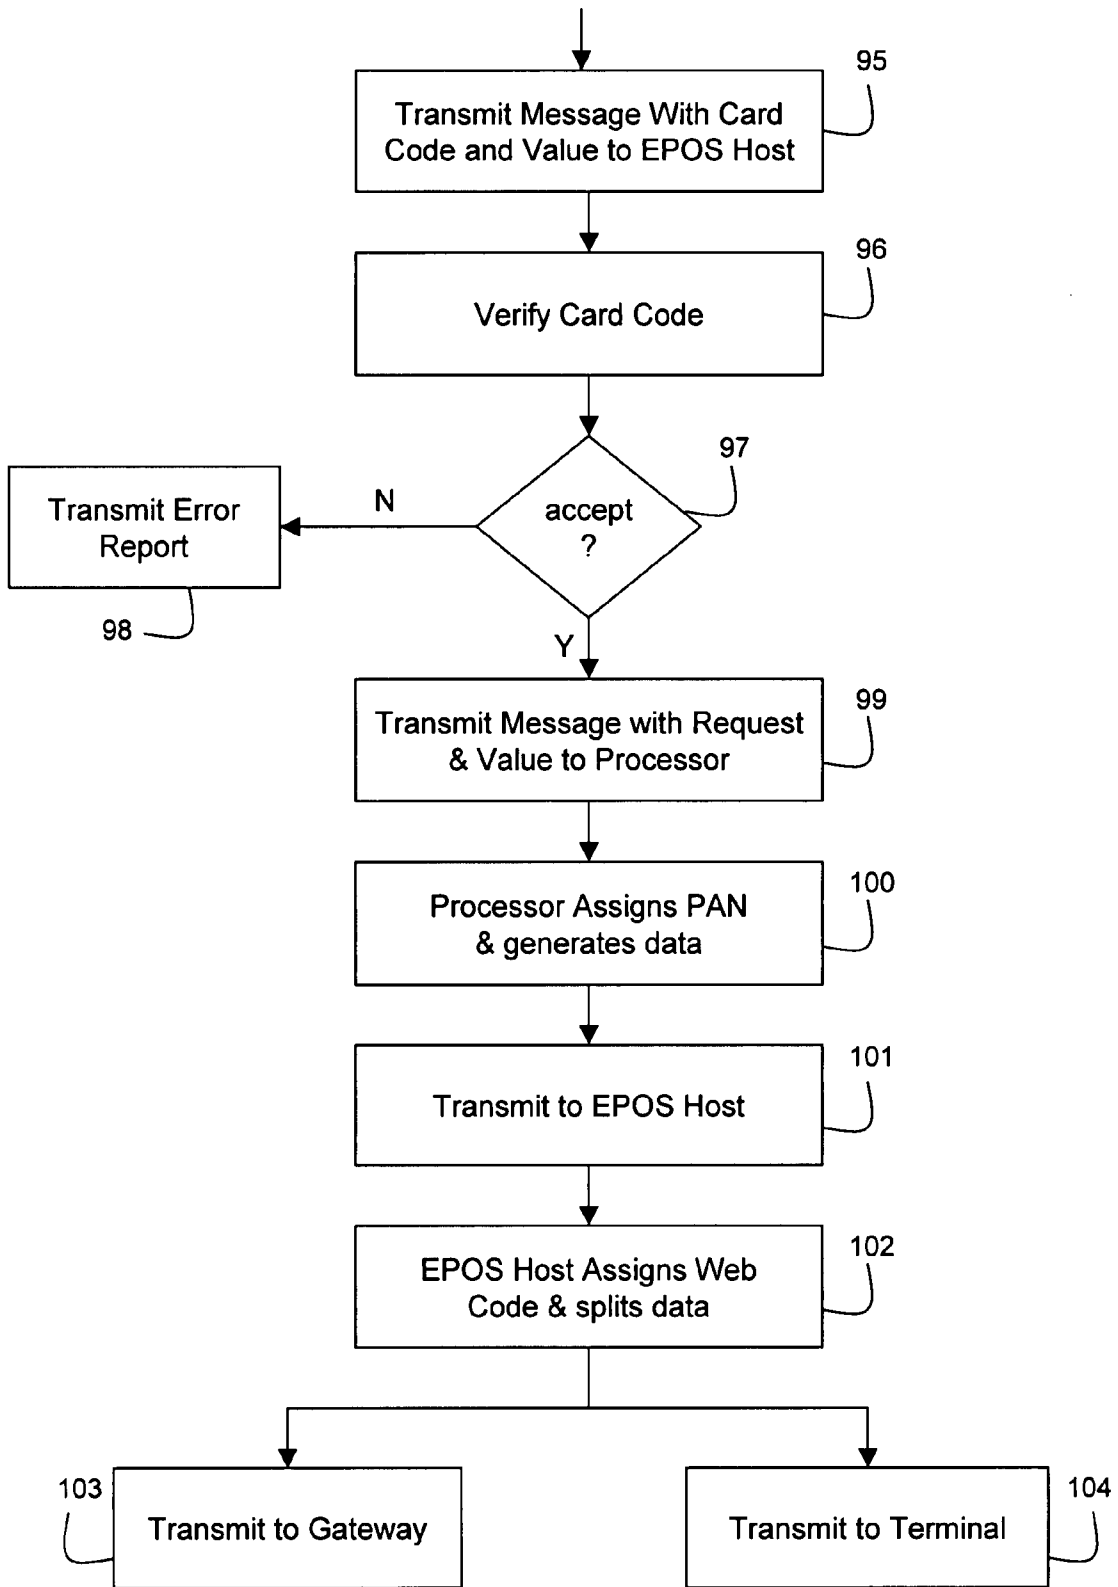 95
Transmit Message With Card
Code and Value to EPOS Host
96
Verify Card Code
97
accept
?
N
Transmit Error
Report
98
Y
99
Transmit Message with Request
& Value to Processor
100
Processor Assigns PAN
& generates data
101
Transmit to EPOS Host
102
EPOS Host Assigns Web
Code & splits data
103
Transmit to Gateway
104
Transmit to Terminal